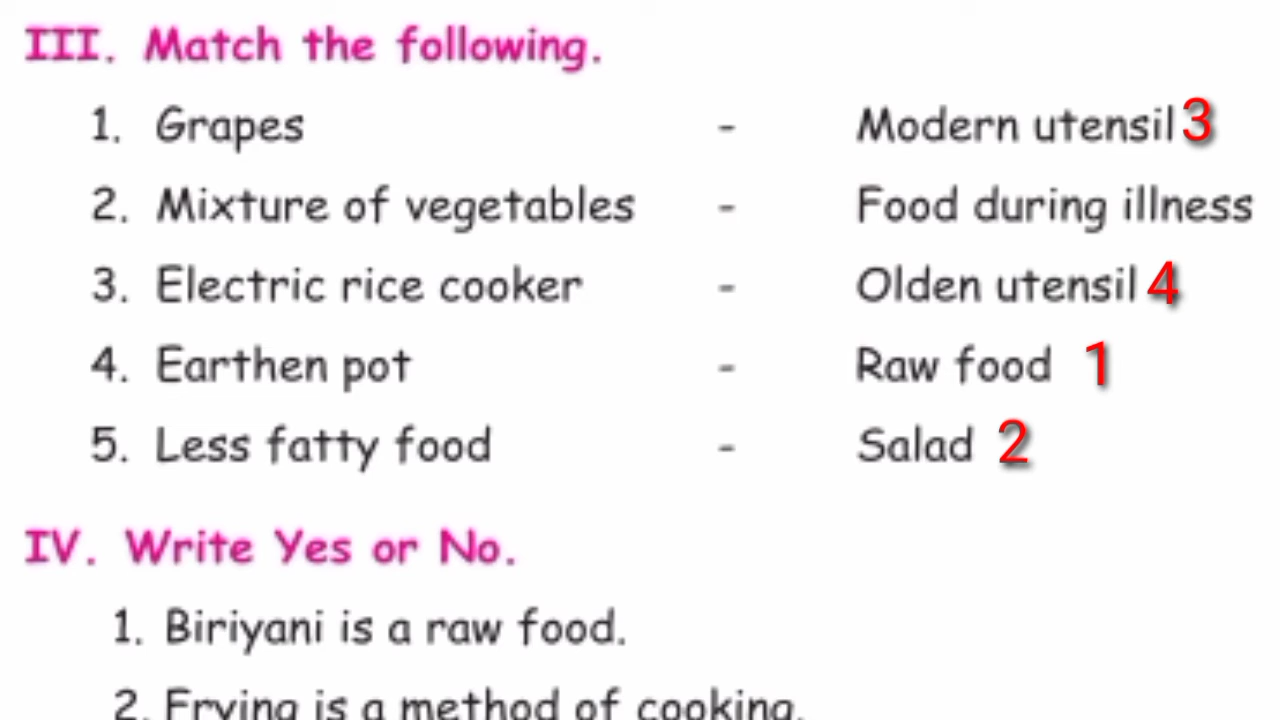 III. Match the following.
1. Grapes - Modern utensil 3
2. Mixture of vegetables - Food during illness
3. Electric rice cooker - Olden utensil 4
4. Earthen pot - Raw food 1
5. Less fatty food - Salad 2
IV. Write Yes or No.
1. Biriyani is a raw food.
2. Frying is a method of cooking.